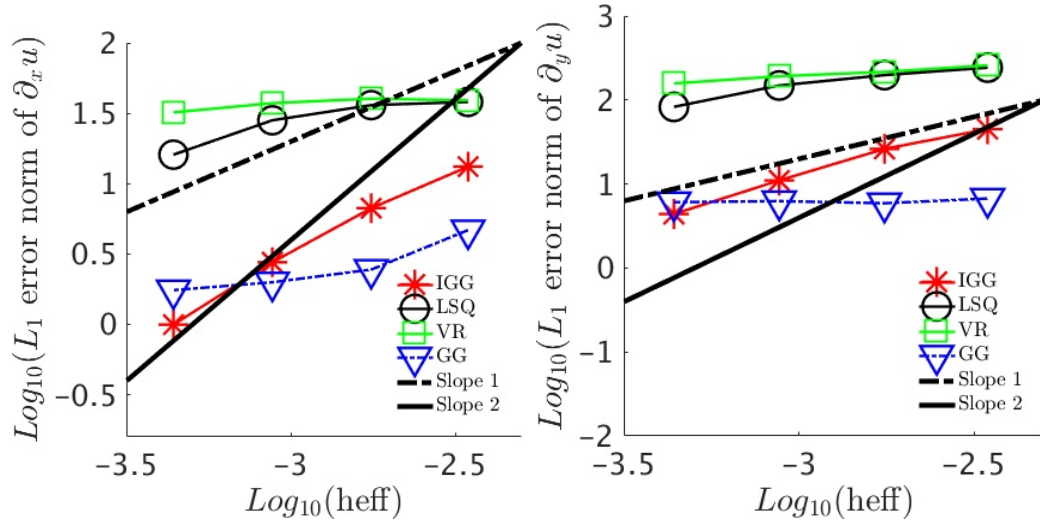 Log₁₀(L₁ error norm of ∂ₓu)
2
1.5
1
0.5
0
−0.5
−3.5 −3 −2.5
Log₁₀(heff)
IGG
LSQ
VR
GG
Slope 1
Slope 2
Log₁₀(L₁ error norm of ∂ᵧu)
3
2
1
0
−1
−2
−3.5 −3 −2.5
Log₁₀(heff)
IGG
LSQ
VR
GG
Slope 1
Slope 2